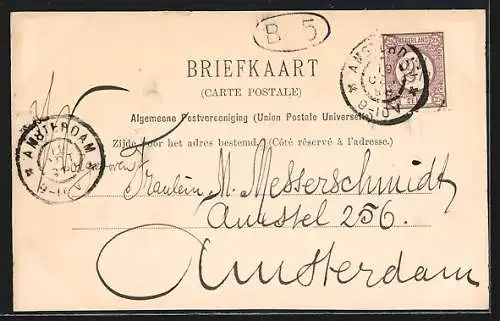 B 5
NEDERLAND
BRIEFKAART
(CARTE POSTALE)
Algemeene Postvereeniging (Union Postale Universelle)
Zijde voor het adres bestemd. (Côté réservé à l'adresse.)
AMSTERDAM
Fräulein M. Messerschmidt
Amstel 256.
Amsterdam